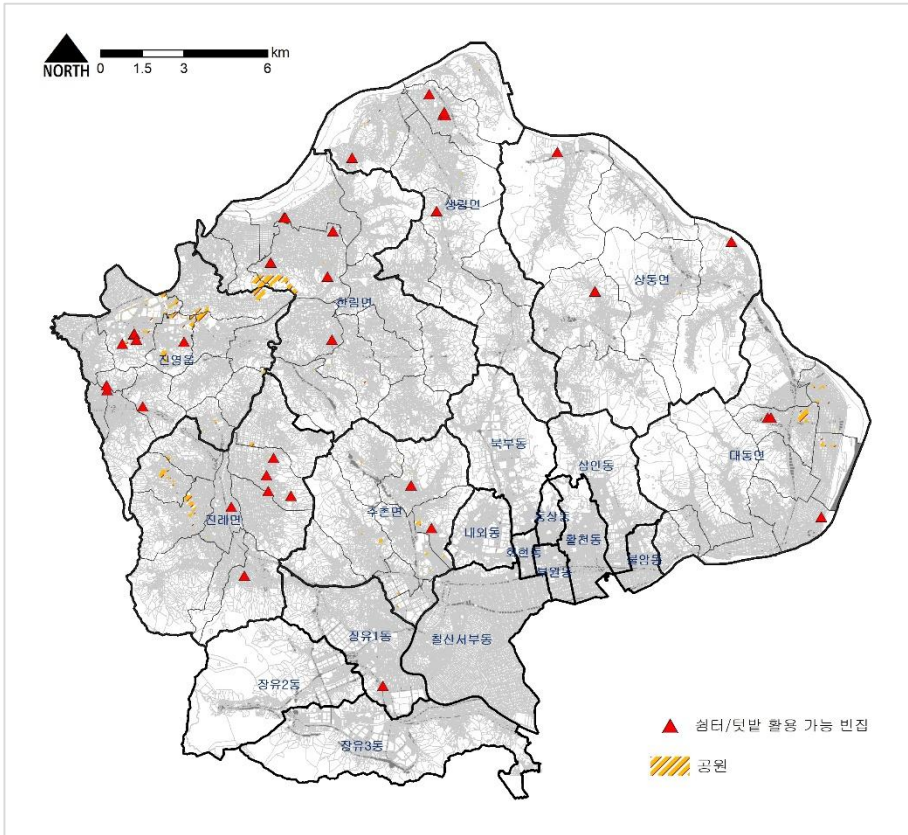 NORTH
0 1.5 3 6 km
생림면
상동면
한림면
진영읍
북부동
삼안동
대동면
주촌면
내외동
동상동
활천동
진례면
회현동
부원동
불암동
장유1동
칠산서부동
장유2동
장유3동
쉼터/텃밭 활용 가능 빈집
공원